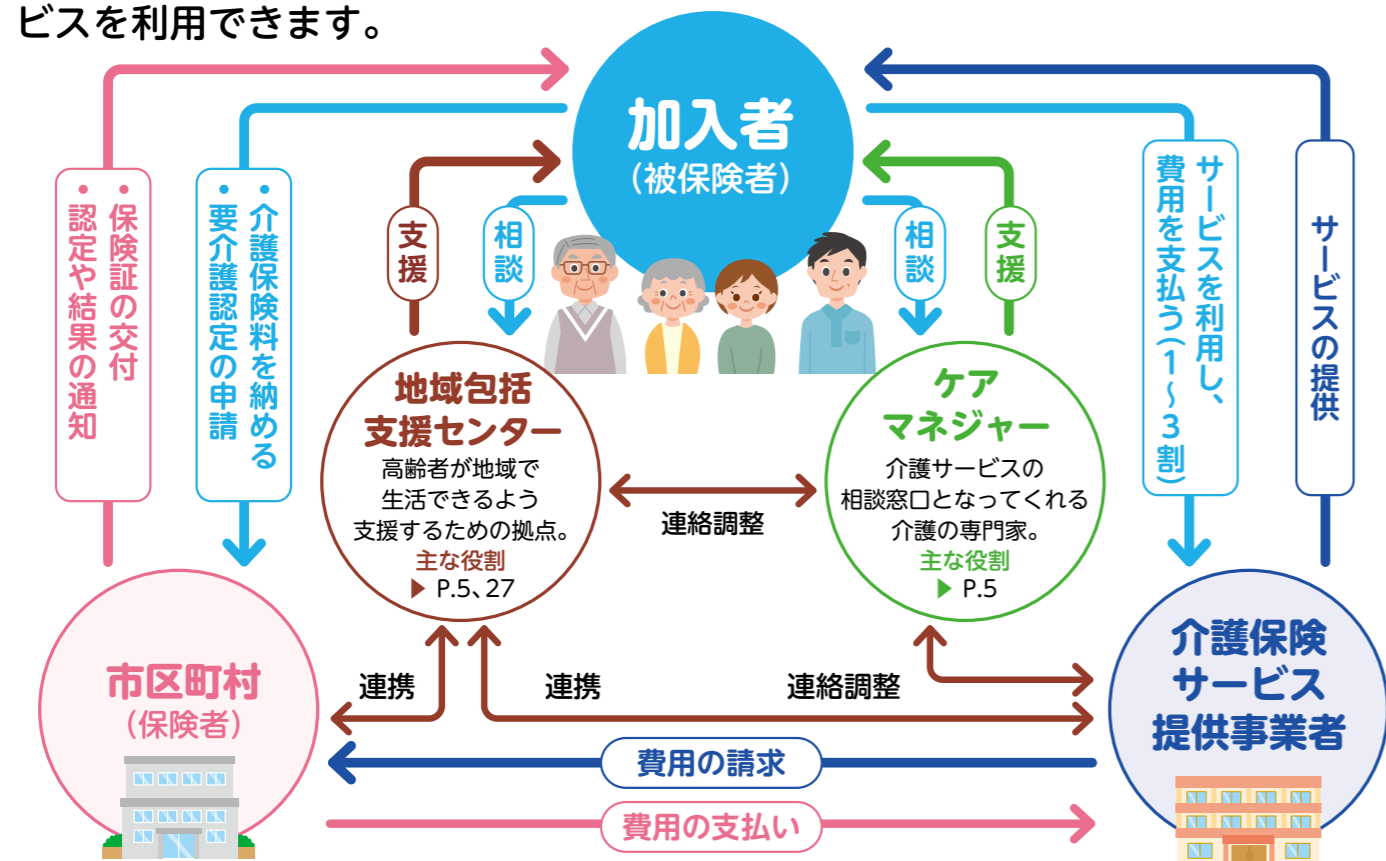 ビスを利用できます。
加入者
（被保険者）
・保険証の交付
・認定や結果の通知
・介護保険料を納める
・要介護認定の申請
支援
相談
相談
支援
サービスを利用し、
費用を支払う（1～3割）
サービスの提供
地域包括
支援センター
高齢者が地域で
生活できるよう
支援するための拠点。
主な役割
▶ P.5、27
連絡調整
ケア
マネジャー
介護サービスの
相談窓口となってくれる
介護の専門家。
主な役割
▶ P.5
市区町村
（保険者）
連携
連携
連絡調整
介護保険
サービス
提供事業者
費用の請求
費用の支払い